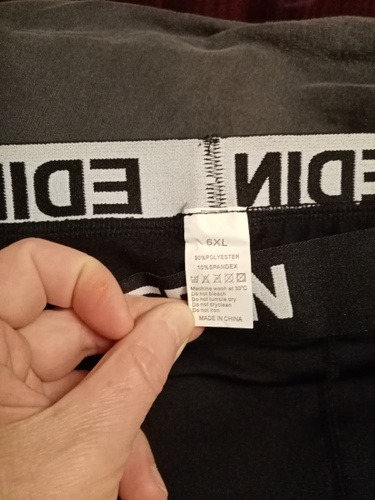 EDIN
EDIN
6XL
90%POLYESTER
10%SPANDEX
Machine wash at 30°C
Do not bleach
Do not tumble dry
Do not dryclean
Do not iron
MADE IN CHINA